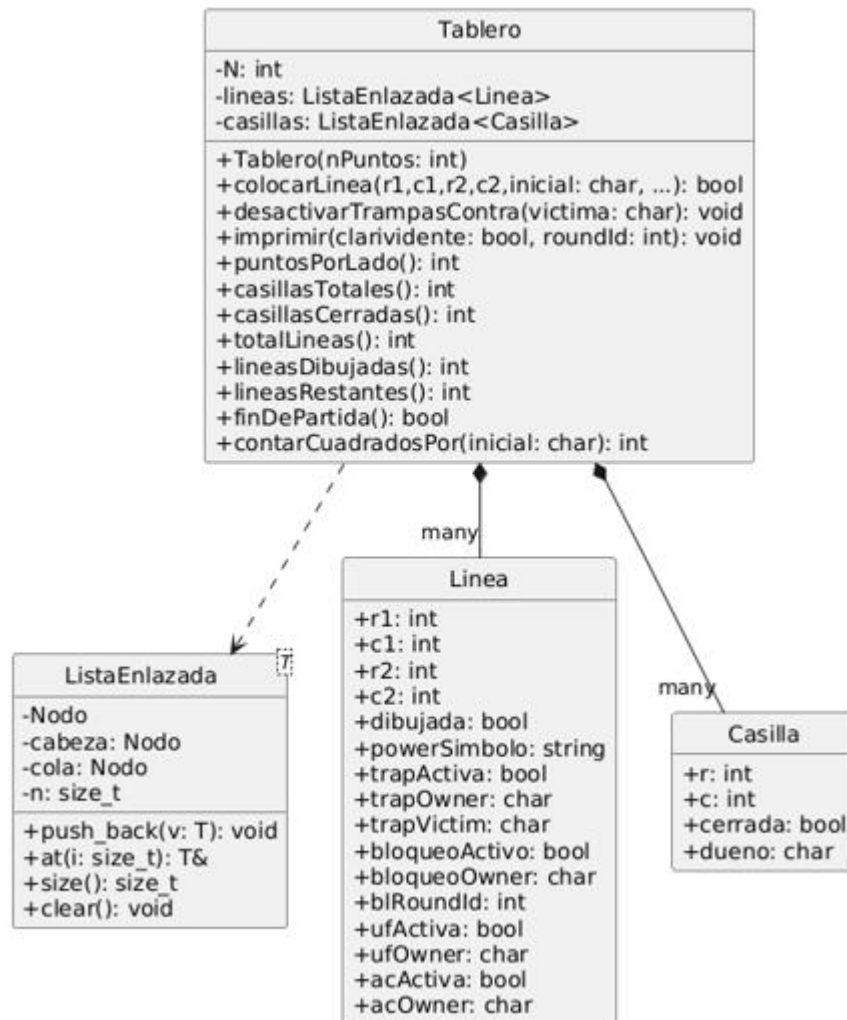 Tablero
-N: int
-lineas: ListaEnlazada<Linea>
-casillas: ListaEnlazada<Casilla>
+Tablero(nPuntos: int)
+colocarLinea(r1,c1,r2,c2,inicial: char, ...): bool
+desactivarTrampasContra(victima: char): void
+imprimir(clarividente: bool, roundId: int): void
+puntosPorLado(): int
+casillasTotales(): int
+casillasCerradas(): int
+totalLineas(): int
+lineasDibujadas(): int
+lineasRestantes(): int
+finDePartida(): bool
+contarCuadradosPor(inicial: char): int
many
many
ListaEnlazada
T
-Nodo
-cabeza: Nodo
-cola: Nodo
-n: size_t
+push_back(v: T): void
+at(i: size_t): T&
+size(): size_t
+clear(): void
Linea
+r1: int
+c1: int
+r2: int
+c2: int
+dibujada: bool
+powerSimbolo: string
+trapActiva: bool
+trapOwner: char
+trapVictim: char
+bloqueoActivo: bool
+bloqueoOwner: char
+blRoundId: int
+ufActiva: bool
+ufOwner: char
+acActiva: bool
+acOwner: char
Casilla
+r: int
+c: int
+cerrada: bool
+dueno: char